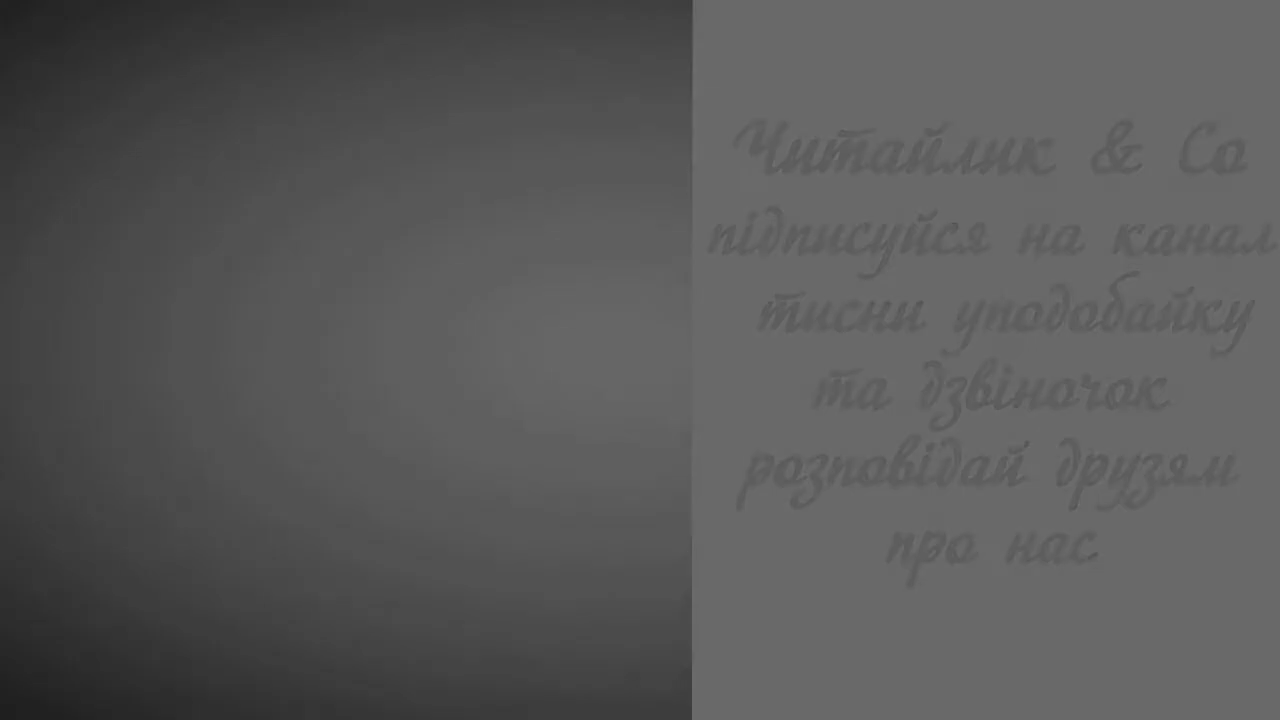 Читайлик & Co
підписуйся на канал
тисни уподобайку
та дзвіночок
розповідай друзям
про нас